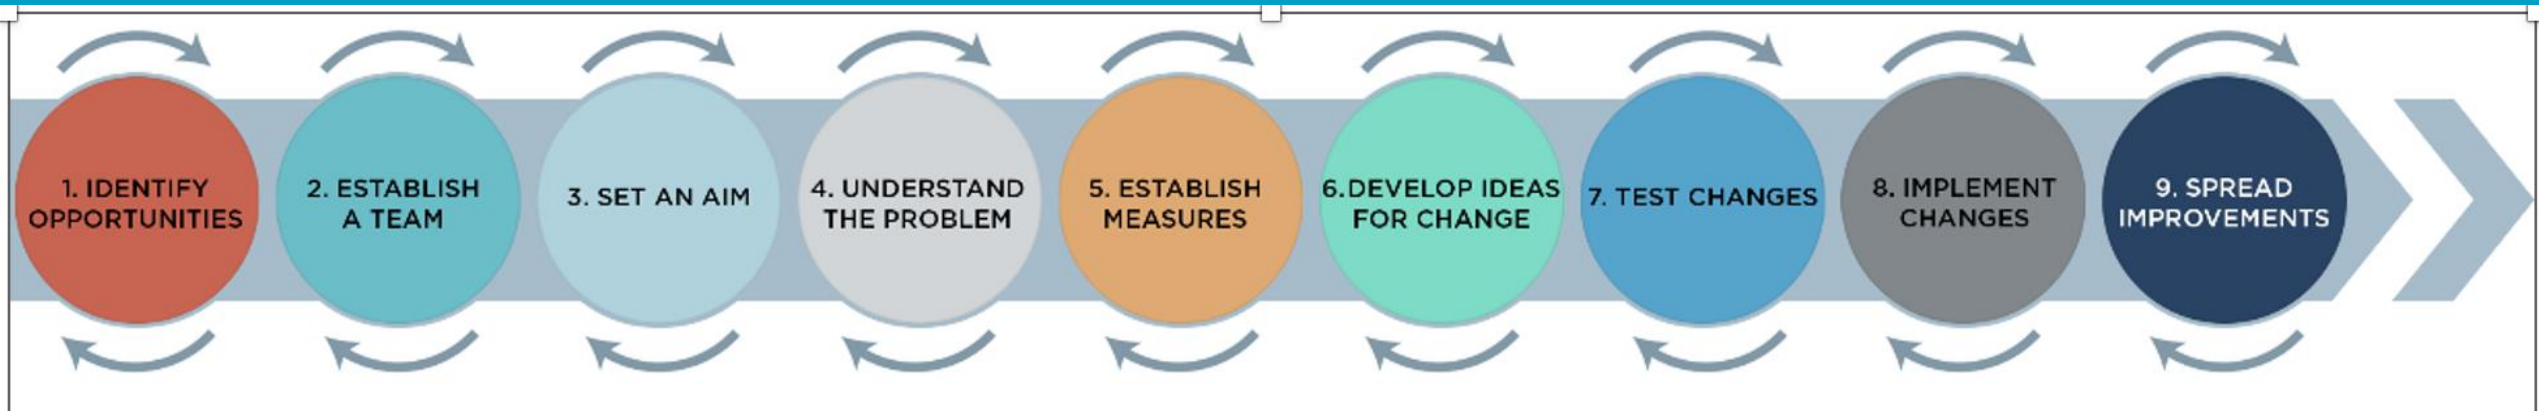 1. IDENTIFY
OPPORTUNITIES
2. ESTABLISH
A TEAM
3. SET AN AIM
4. UNDERSTAND
THE PROBLEM
5. ESTABLISH
MEASURES
6.DEVELOP IDEAS
FOR CHANGE
7. TEST CHANGES
8. IMPLEMENT
CHANGES
9. SPREAD
IMPROVEMENTS